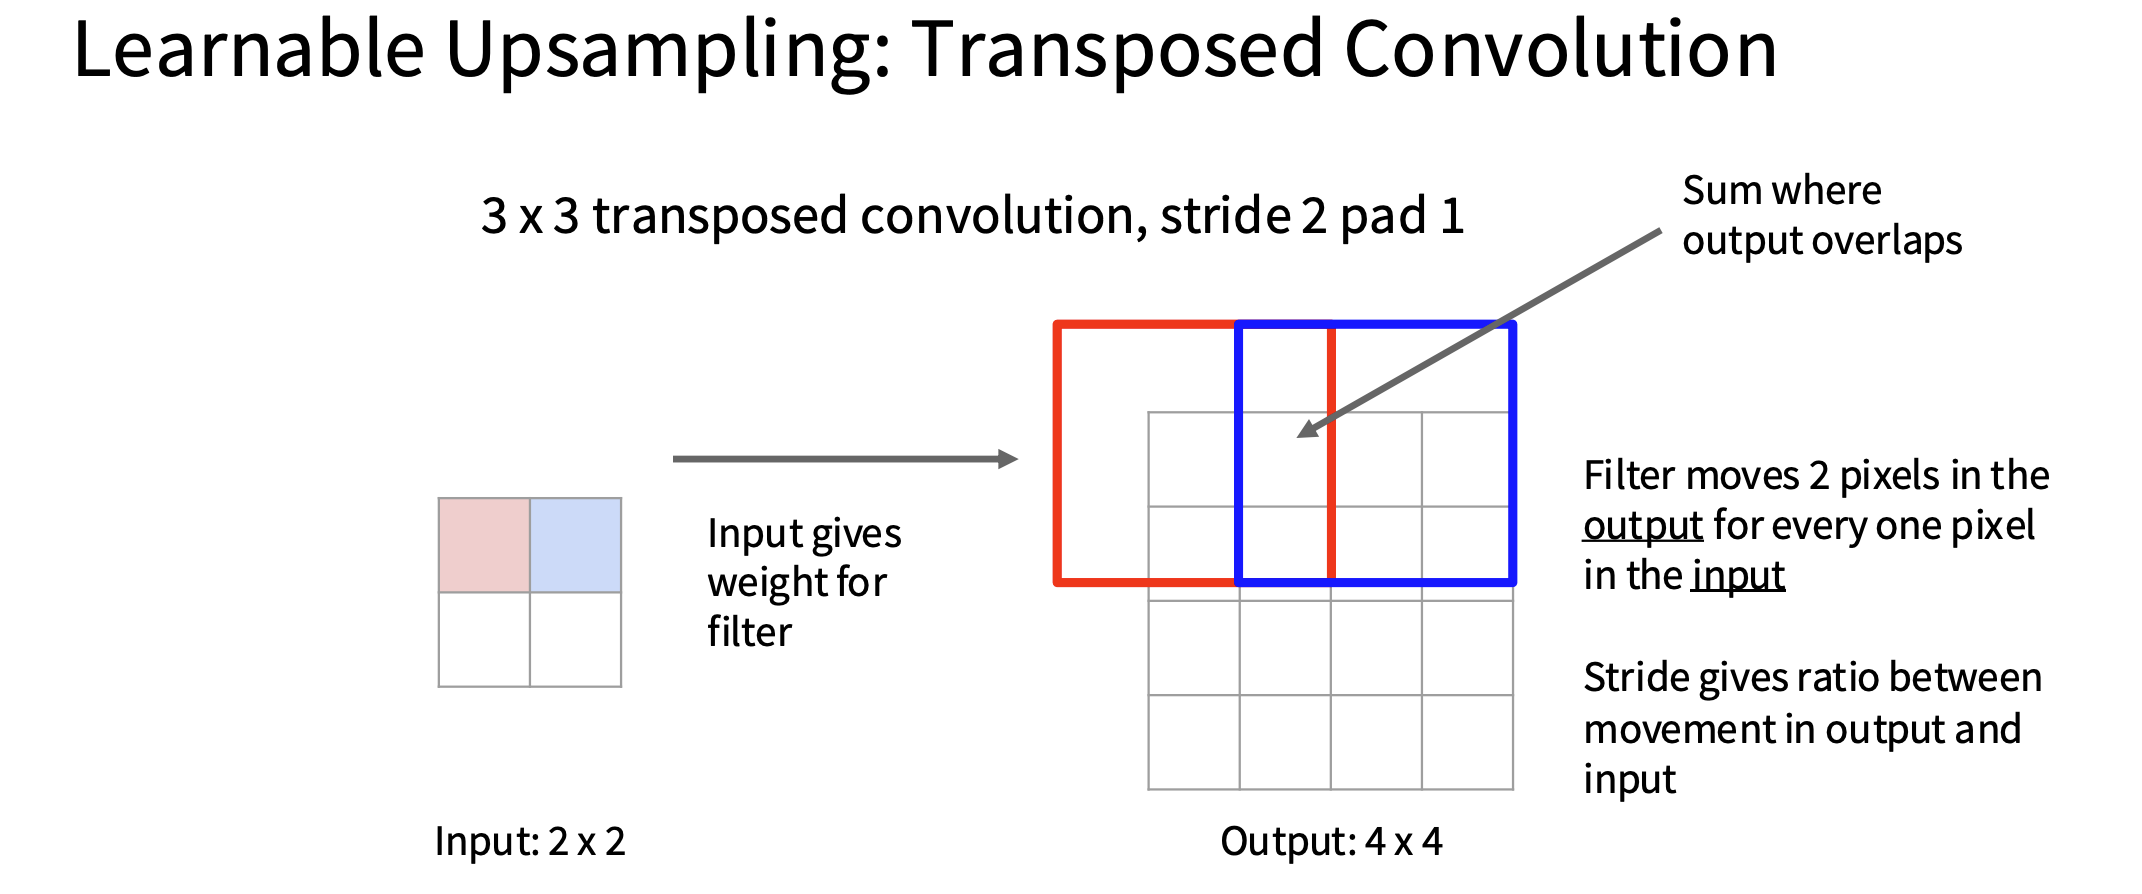 Learnable Upsampling: Transposed Convolution
3 x 3 transposed convolution, stride 2 pad 1
Sum where
output overlaps
Input gives
weight for
filter
Filter moves 2 pixels in the
output for every one pixel
in the input
Stride gives ratio between
movement in output and
input
Input: 2 x 2
Output: 4 x 4